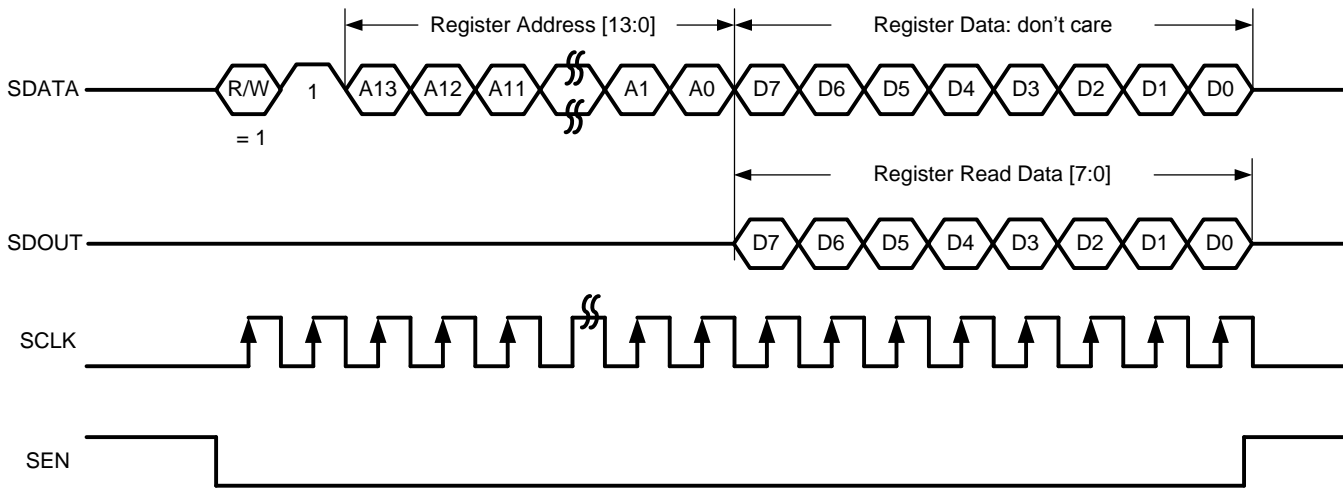 Register Address [13:0] Register Data: don't care
SDATA R/W 1 A13 A12 A11 A1 A0 D7 D6 D5 D4 D3 D2 D1 D0
= 1
Register Read Data [7:0]
SDOUT D7 D6 D5 D4 D3 D2 D1 D0
SCLK
SEN